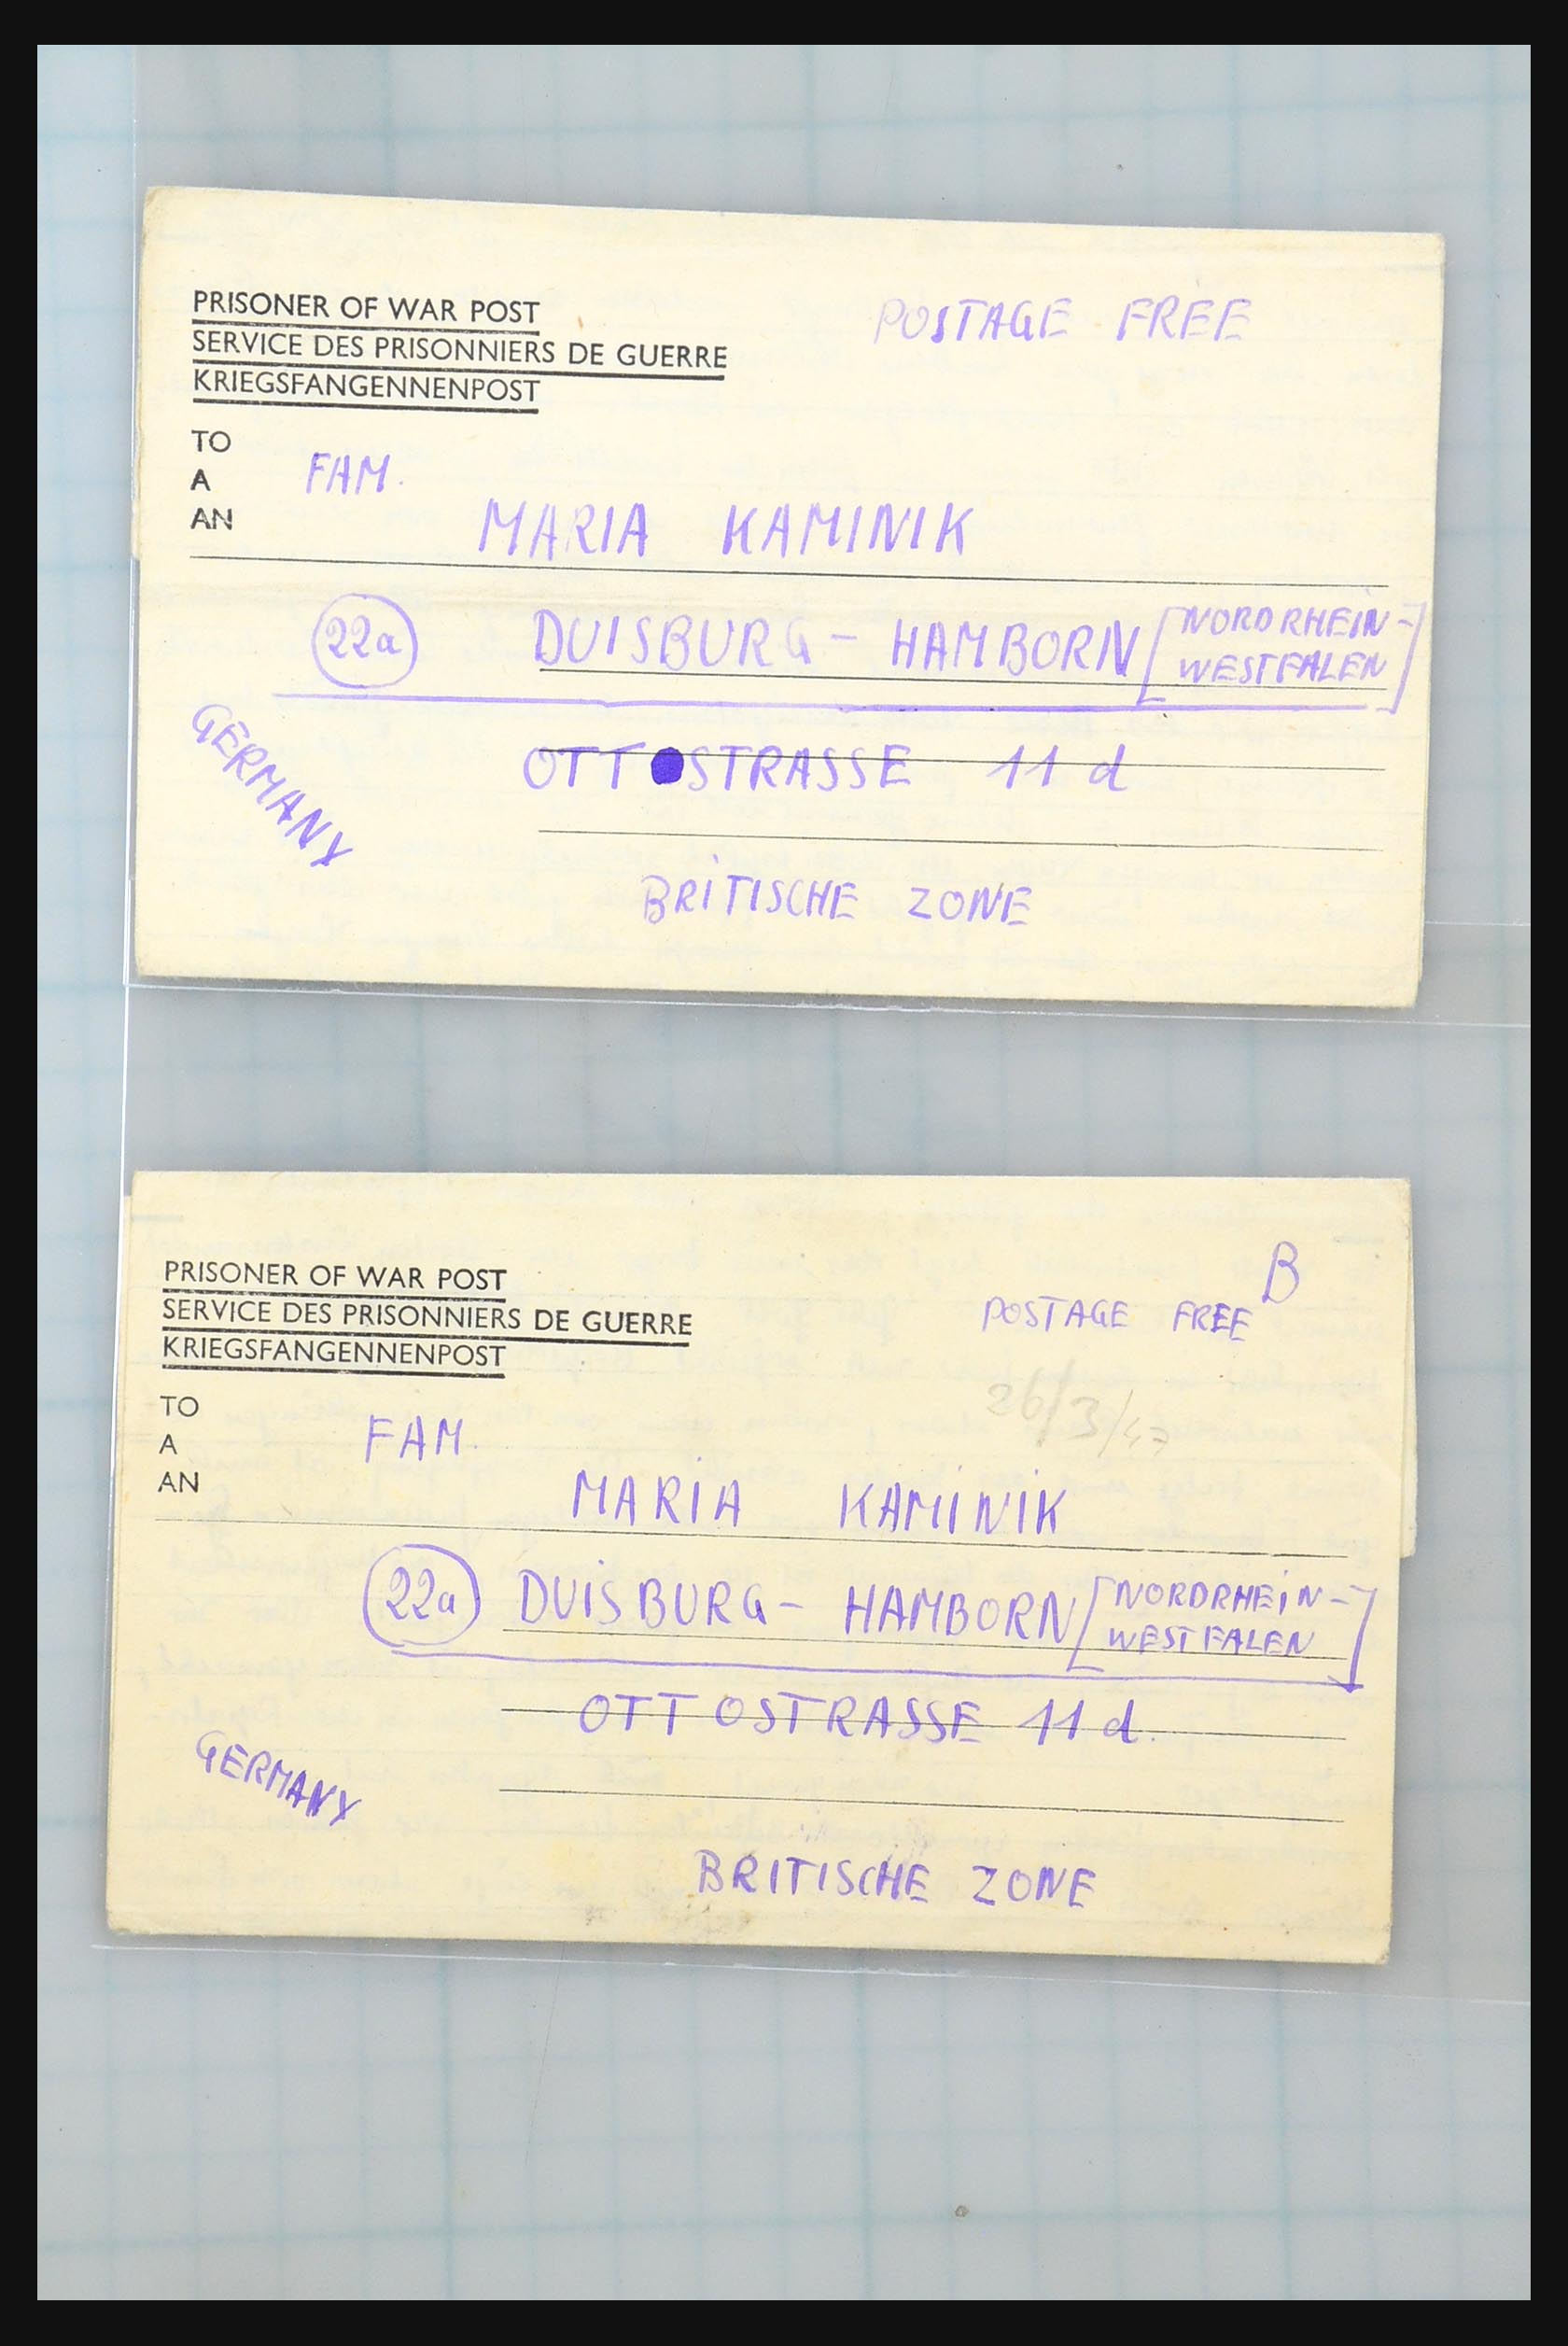 PRISONER OF WAR POST
SERVICE DES PRISONNIERS DE GUERRE
KRIEGSFANGENNENPOST
POSTAGE FREE
TO
A
AN
FAM.
MARIA KAMINIK
22a DUISBURG - HAMBORN [NORDRHEIN-
WESTFALEN]
OTTOSTRASSE 11 d
GERMANY
BRITISCHE ZONE
PRISONER OF WAR POST
SERVICE DES PRISONNIERS DE GUERRE
KRIEGSFANGENNENPOST
B
POSTAGE FREE
26/3/47
TO
A
AN
FAM.
MARIA KAMINIK
22a DUISBURG - HAMBORN [NORDRHEIN-
WESTFALEN]
OTTOSTRASSE 11 d.
GERMANY
BRITISCHE ZONE